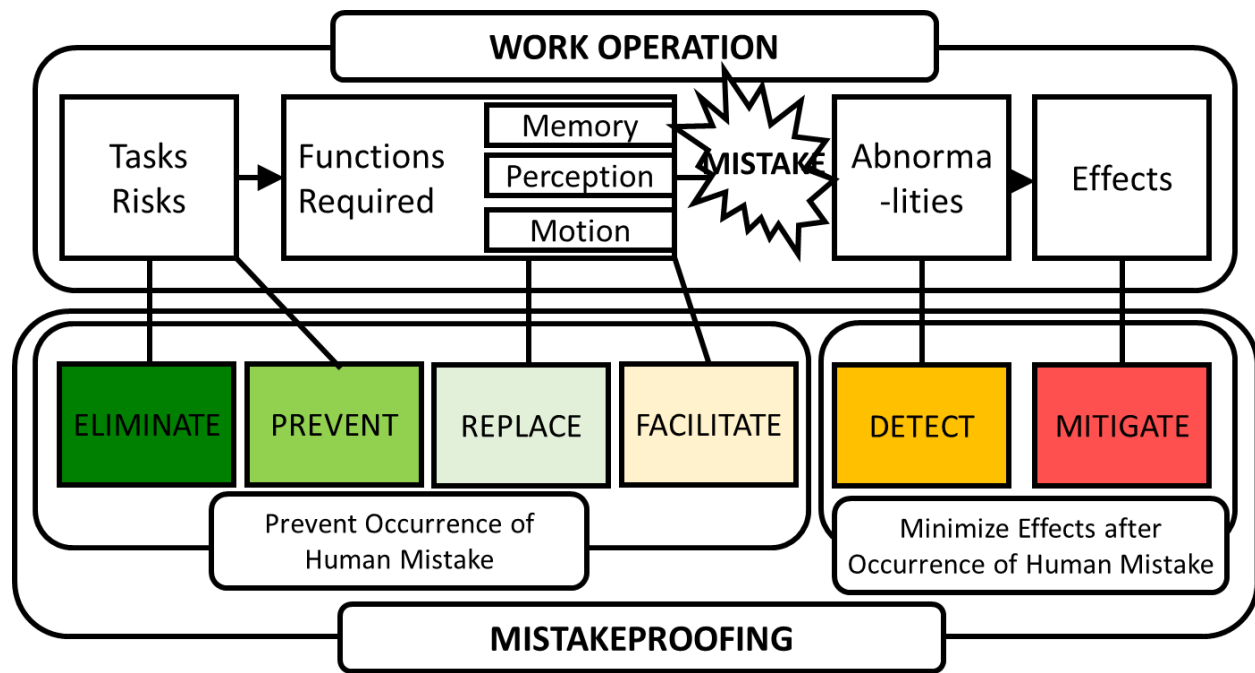 WORK OPERATION
Tasks
Risks
Functions
Required
Memory
Perception
Motion
MISTAKE
Abnorma
-lities
Effects
ELIMINATE
PREVENT
REPLACE
FACILITATE
DETECT
MITIGATE
Prevent Occurrence of
Human Mistake
Minimize Effects after
Occurrence of Human Mistake
MISTAKEPROOFING